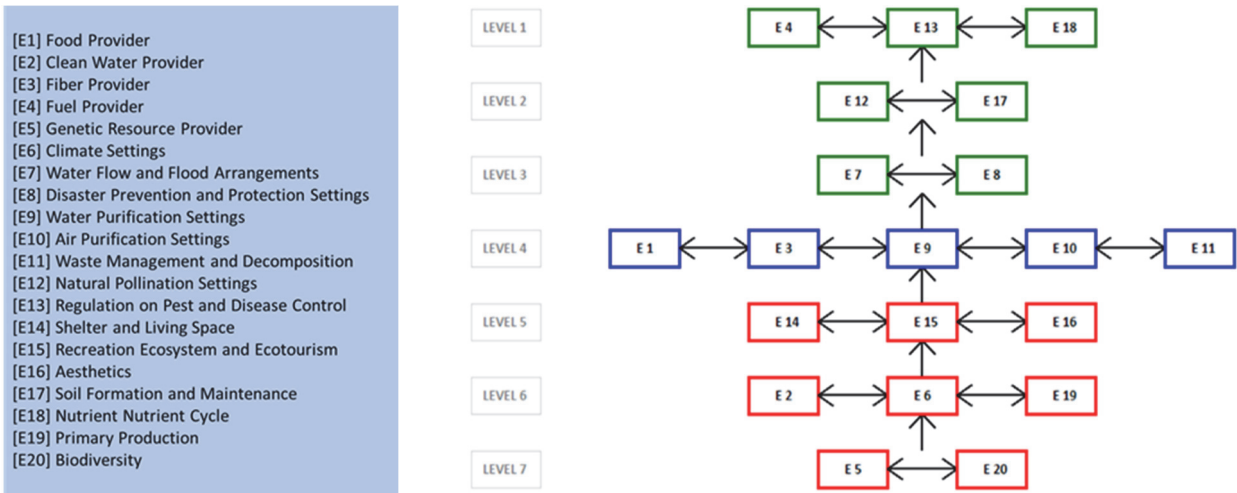 [E1] Food Provider
[E2] Clean Water Provider
[E3] Fiber Provider
[E4] Fuel Provider
[E5] Genetic Resource Provider
[E6] Climate Settings
[E7] Water Flow and Flood Arrangements
[E8] Disaster Prevention and Protection Settings
[E9] Water Purification Settings
[E10] Air Purification Settings
[E11] Waste Management and Decomposition
[E12] Natural Pollination Settings
[E13] Regulation on Pest and Disease Control
[E14] Shelter and Living Space
[E15] Recreation Ecosystem and Ecotourism
[E16] Aesthetics
[E17] Soil Formation and Maintenance
[E18] Nutrient Nutrient Cycle
[E19] Primary Production
[E20] Biodiversity
LEVEL 1 E 4 E 13 E 18
LEVEL 2 E 12 E 17
LEVEL 3 E 7 E 8
LEVEL 4 E 1 E 3 E 9 E 10 E 11
LEVEL 5 E 14 E 15 E 16
LEVEL 6 E 2 E 6 E 19
LEVEL 7 E 5 E 20